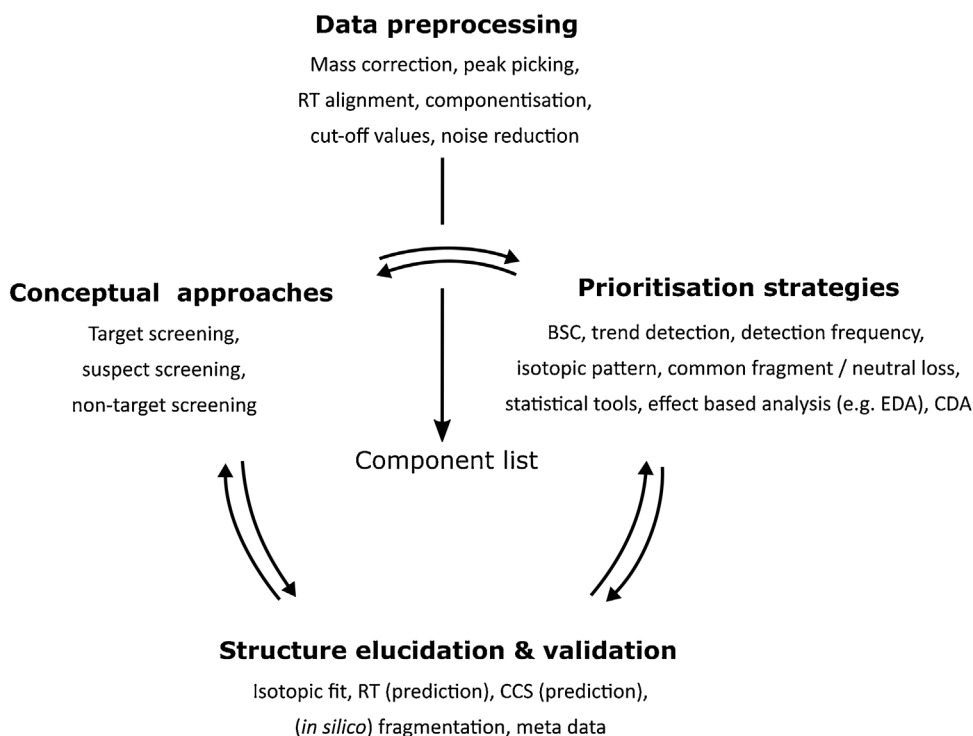 Data preprocessing
Mass correction, peak picking,
RT alignment, componentisation,
cut-off values, noise reduction
Conceptual approaches
Target screening,
suspect screening,
non-target screening
Prioritisation strategies
BSC, trend detection, detection frequency,
isotopic pattern, common fragment / neutral loss,
statistical tools, effect based analysis (e.g. EDA), CDA
Component list
Structure elucidation & validation
Isotopic fit, RT (prediction), CCS (prediction),
(in silico) fragmentation, meta data